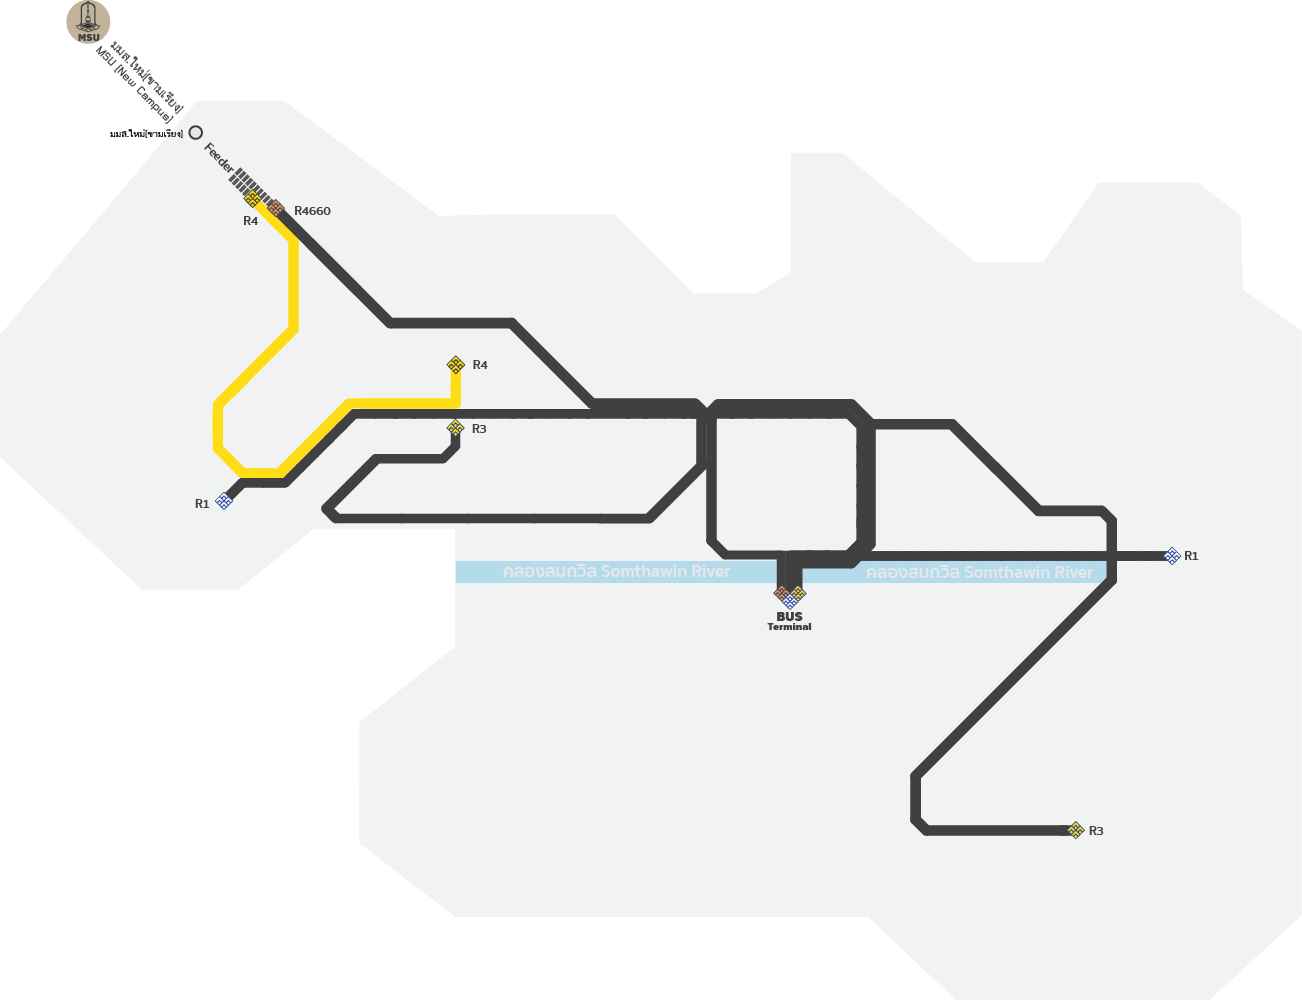 MSU
มมส.ใหม่(ขามเรียง)
MSU (New Campus)
มมส.ใหม่(ขามเรียง)
Feeder
R4
R4660
R4
R3
R1
R1
คลองสมถวิล Somthawin River
คลองสมถวิล Somthawin River
BUS
Terminal
R3